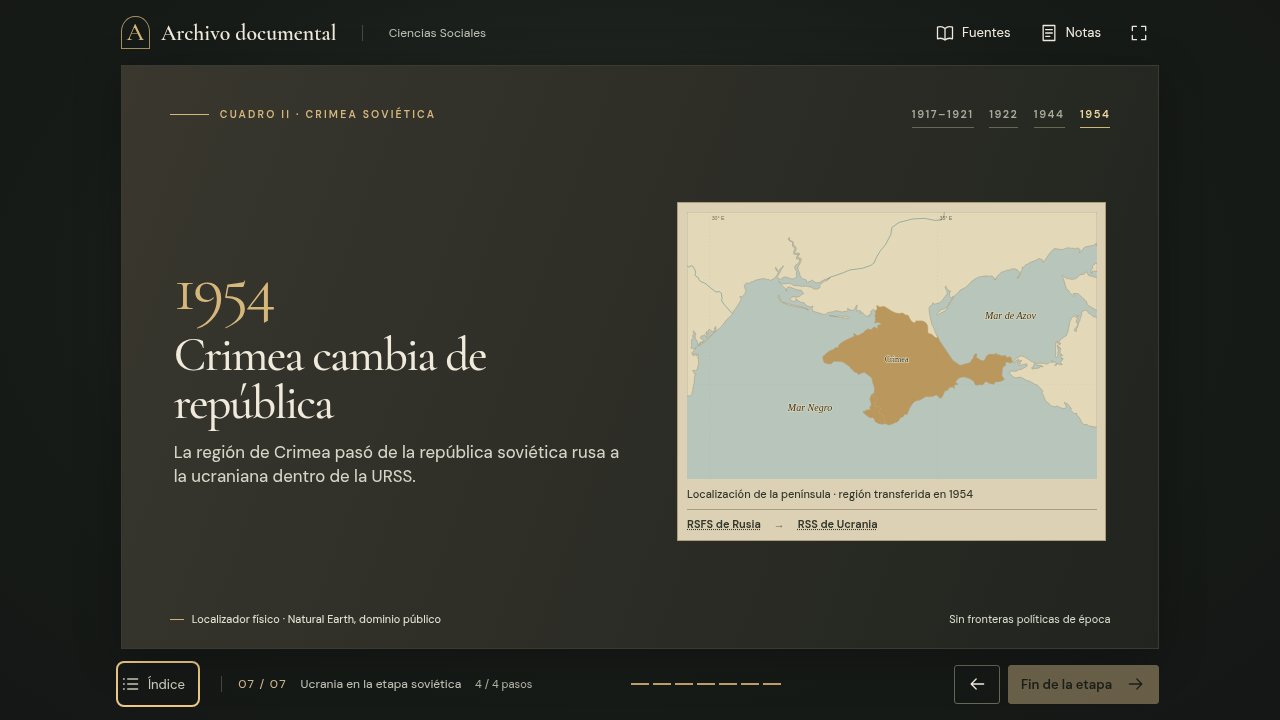 A Archivo documental
Ciencias Sociales
Fuentes
Notas
CUADRO II · CRIMEA SOVIÉTICA
1917–1921
1922
1944
1954
1954
Crimea cambia de
república
La región de Crimea pasó de la república soviética rusa a
la ucraniana dentro de la URSS.
30° E
35° E
Mar de Azov
Crimea
Mar Negro
Localización de la península · región transferida en 1954
RSFS de Rusia → RSS de Ucrania
Localizador físico · Natural Earth, dominio público
Sin fronteras políticas de época
Índice
07 / 07
Ucrania en la etapa soviética
4 / 4 pasos
Fin de la etapa